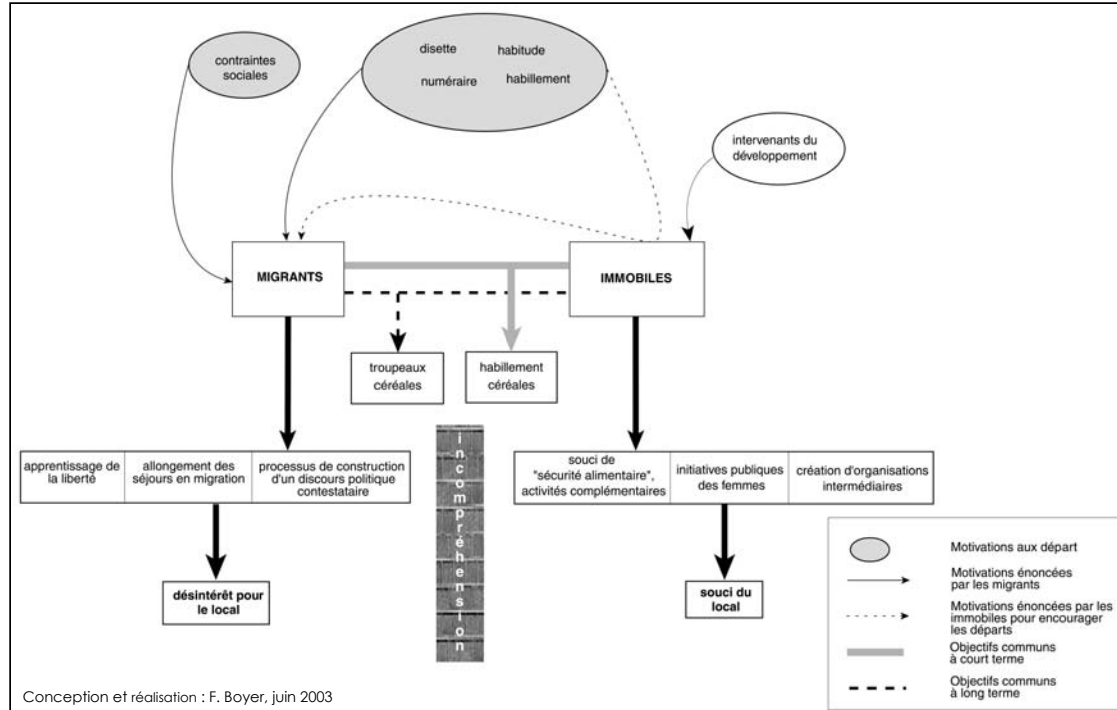 contraintes
sociales
disette habitude
numéraire habillement
intervenants du
développement
MIGRANTS
IMMOBILES
troupeaux
céréales
habillement
céréales
incompréhension
apprentissage de
la liberté
allongement des
séjours en migration
processus de construction
d'un discours politique
contestataire
souci de
"sécurité alimentaire",
activités complémentaires
initiatives publiques
des femmes
création d'organisations
intermédiaires
désintérêt pour
le local
souci du
local
Motivations aux départ
Motivations énoncées
par les migrants
Motivations énoncées par les
immobiles pour encourager
les départs
Objectifs communs
à court terme
Objectifs communs
à long terme
Conception et réalisation : F. Boyer, juin 2003